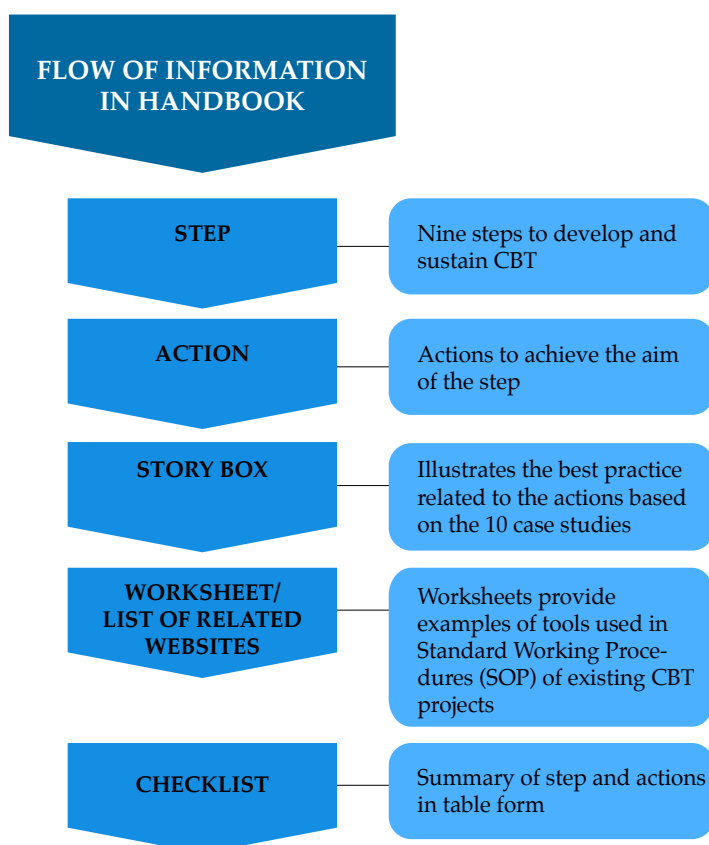 FLOW OF INFORMATION
IN HANDBOOK
STEP
Nine steps to develop and
sustain CBT
ACTION
Actions to achieve the aim
of the step
STORY BOX
Illustrates the best practice
related to the actions based
on the 10 case studies
WORKSHEET/
LIST OF RELATED
WEBSITES
Worksheets provide
examples of tools used in
Standard Working Proce-
dures (SOP) of existing CBT
projects
CHECKLIST
Summary of step and actions
in table form